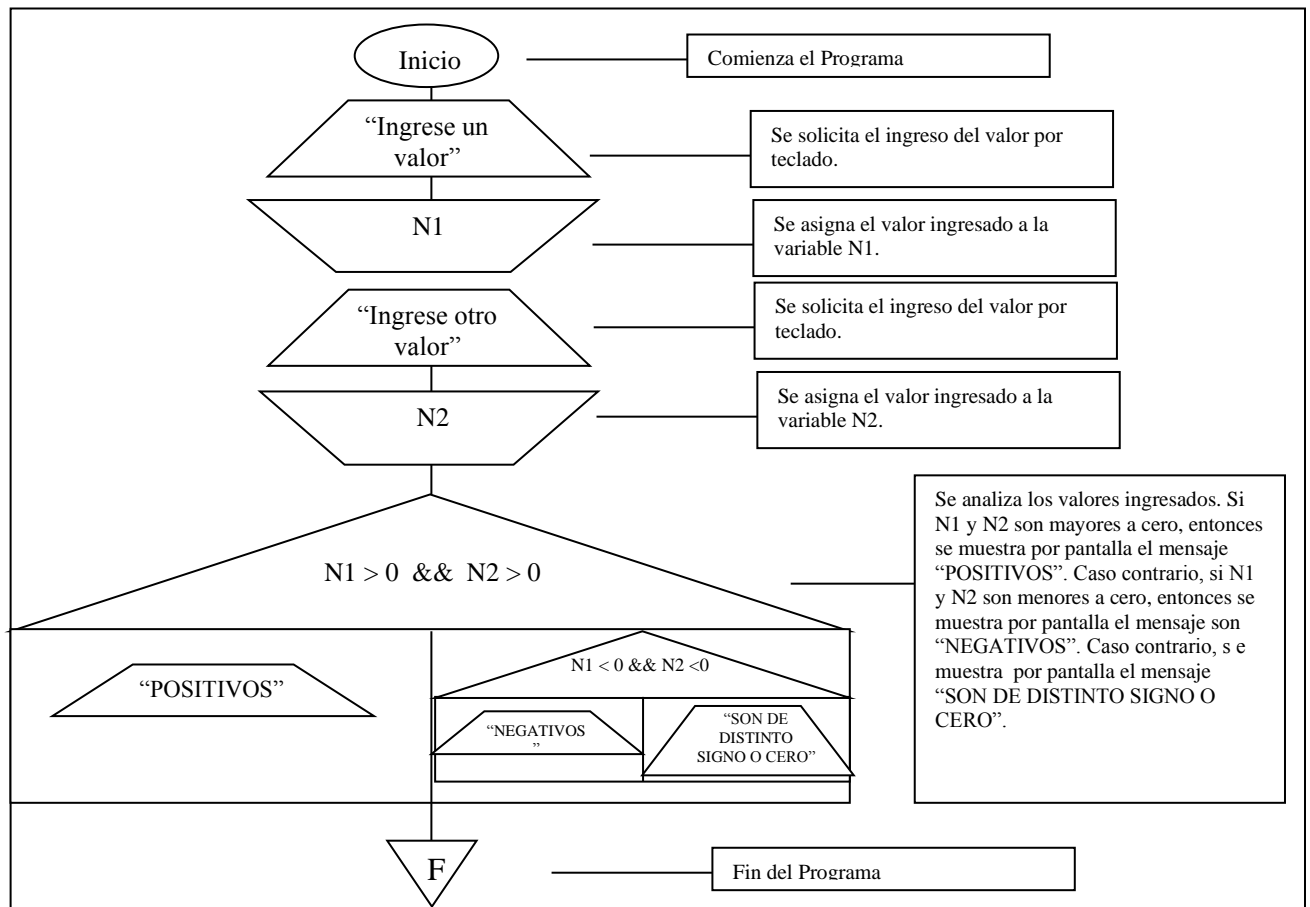 Inicio
Comienza el Programa
“Ingrese un
valor”
Se solicita el ingreso del valor por
teclado.
N1
Se asigna el valor ingresado a la
variable N1.
“Ingrese otro
valor”
Se solicita el ingreso del valor por
teclado.
N2
Se asigna el valor ingresado a la
variable N2.
N1 > 0 && N2 > 0
Se analiza los valores ingresados. Si
N1 y N2 son mayores a cero, entonces
se muestra por pantalla el mensaje
“POSITIVOS”. Caso contrario, si N1
y N2 son menores a cero, entonces se
muestra por pantalla el mensaje son
“NEGATIVOS”. Caso contrario, s e
muestra por pantalla el mensaje
“SON DE DISTINTO SIGNO O
CERO”.
“POSITIVOS”
N1 < 0 && N2 <0
“NEGATIVOS
”
“SON DE
DISTINTO
SIGNO O CERO”
F
Fin del Programa